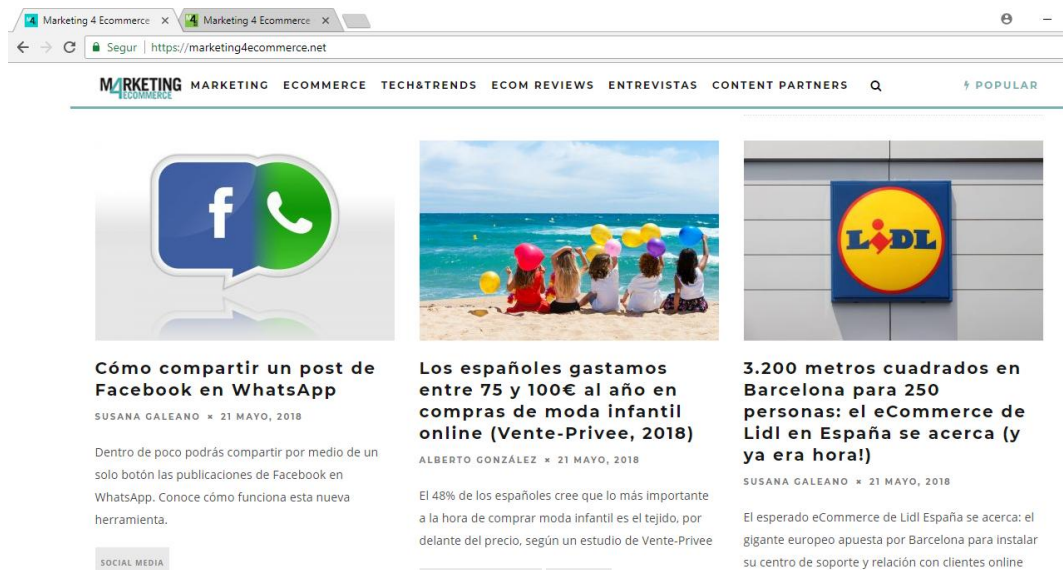 Marketing 4 Ecommerce
Marketing 4 Ecommerce
Segur | https://marketing4ecommerce.net
M4RKETING ECOMMERCE
MARKETING ECOMMERCE TECH&TRENDS ECOM REVIEWS ENTREVISTAS CONTENT PARTNERS POPULAR
f
LIDL
Cómo compartir un post de
Facebook en WhatsApp
SUSANA GALEANO × 21 MAYO, 2018
Dentro de poco podrás compartir por medio de un
solo botón las publicaciones de Facebook en
WhatsApp. Conoce cómo funciona esta nueva
herramienta.
SOCIAL MEDIA
Los españoles gastamos
entre 75 y 100€ al año en
compras de moda infantil
online (Vente-Privee, 2018)
ALBERTO GONZÁLEZ × 21 MAYO, 2018
El 48% de los españoles cree que lo más importante
a la hora de comprar moda infantil es el tejido, por
delante del precio, según un estudio de Vente-Privee
3.200 metros cuadrados en
Barcelona para 250
personas: el eCommerce de
Lidl en España se acerca (y
ya era hora!)
SUSANA GALEANO × 21 MAYO, 2018
El esperado eCommerce de Lidl España se acerca: el
gigante europeo apuesta por Barcelona para instalar
su centro de soporte y relación con clientes online